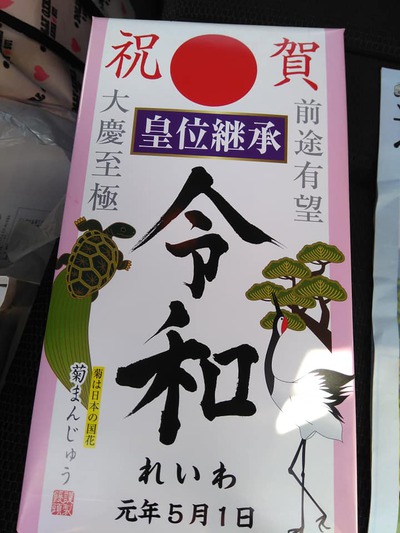 祝
賀
皇位継承
前途有望
大慶至極
令和
れいわ
元年5月1日
菊は日本の国花
菊まんじゅう